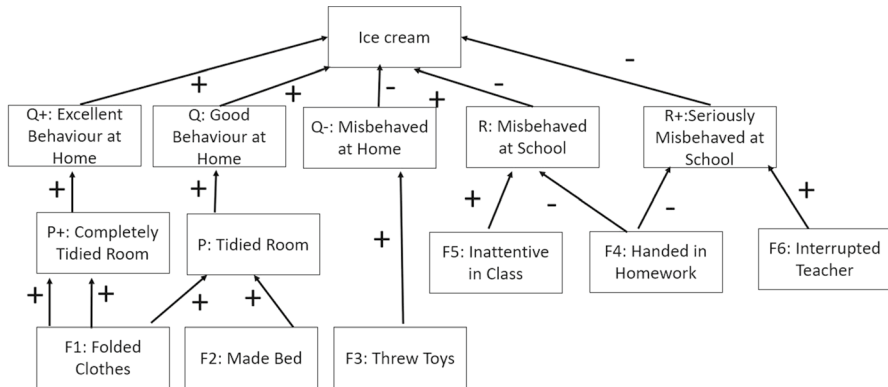 Ice cream
+
+
-
+
-
-
Q+: Excellent
Behaviour at
Home
Q: Good
Behaviour at
Home
Q-: Misbehaved
at Home
R: Misbehaved
at School
R+:Seriously
Misbehaved at
School
+
+
+
+
-
-
+
P+: Completely
Tidied Room
P: Tidied Room
F5: Inattentive
in Class
F4: Handed in
Homework
F6: Interrupted
Teacher
+
+
+
+
F1: Folded
Clothes
F2: Made Bed
F3: Threw Toys